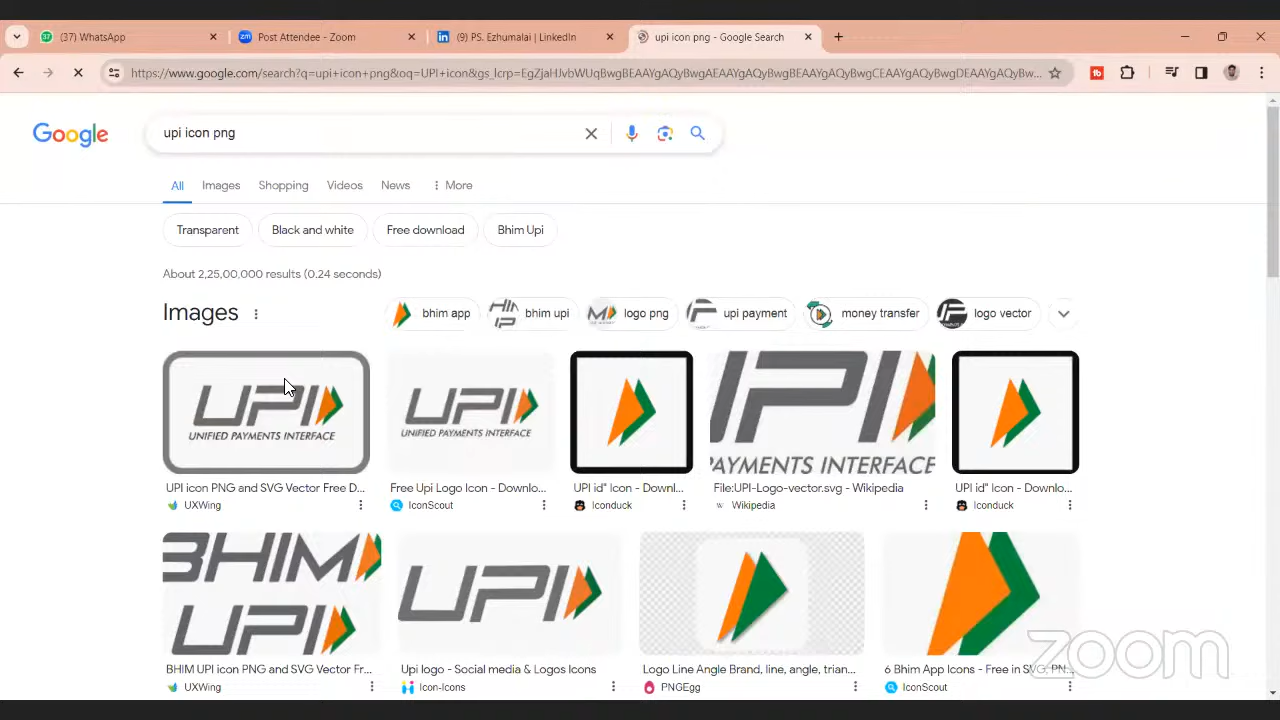 (37) WhatsApp
Post Attendee - Zoom
(9) PS. Ezhumalai | LinkedIn
upi icon png - Google Search
https://www.google.com/search?q=upi+icon+png&oq=UPI+icon&gs_lcrp=EgZjaHJvbWUqBwgBEAAYgAQyBwgAEAAYgAQyBwgBEAAYgAQyBwgCEAAYgAQyBwgDEAAYgAQyBw...
Google
upi icon png
All
Images
Shopping
Videos
News
More
Transparent
Black and white
Free download
Bhim Upi
About 2,25,00,000 results (0.24 seconds)
Images
bhim app
bhim upi
logo png
upi payment
money transfer
logo vector
UPI
UNIFIED PAYMENTS INTERFACE
UPI
UNIFIED PAYMENTS INTERFACE
UPI
PAYMENTS INTERFACE
UPI icon PNG and SVG Vector Free D...
UXWing
Free Upi Logo Icon - Downlo...
IconScout
UPI id" Icon - Downl...
Iconduck
File:UPI-Logo-vector.svg - Wikipedia
W Wikipedia
UPI id" Icon - Downlo...
Iconduck
BHIM
UPI
UPI
BHIM UPI icon PNG and SVG Vector Fr...
UXWing
Upi logo - Social media & Logos Icons
Icon-Icons
Logo Line Angle Brand, line, angle, trian...
PNGEgg
6 Bhim App Icons - Free in SVG, PN...
IconScout
zoom